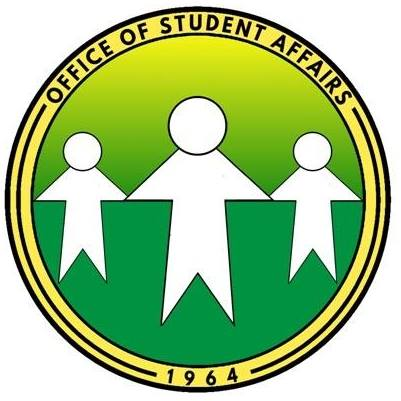 OFFICE OF STUDENT AFFAIRS
1964